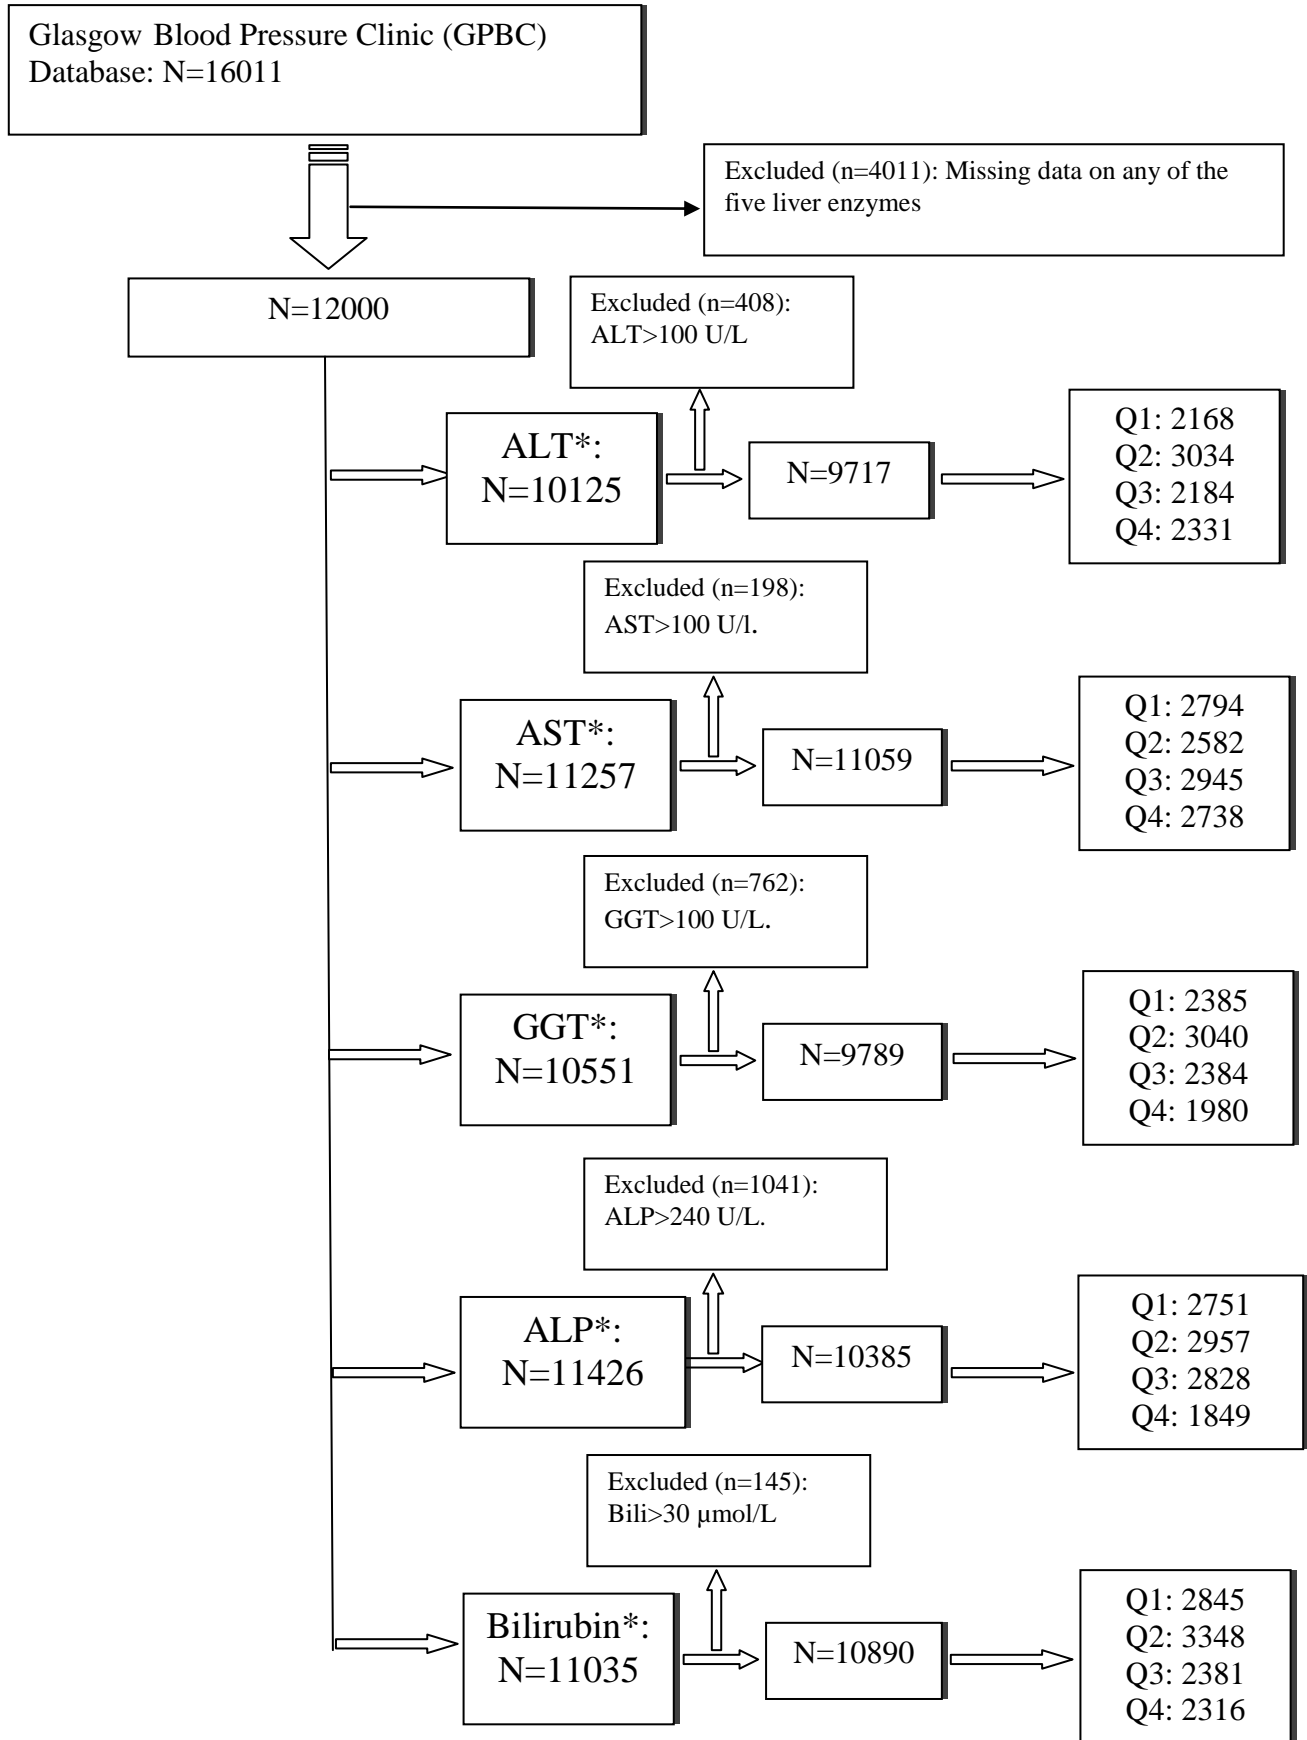 Glasgow Blood Pressure Clinic (GPBC)
Database: N=16011
Excluded (n=4011): Missing data on any of the
five liver enzymes
N=12000
Excluded (n=408):
ALT>100 U/L
ALT*:
N=10125
N=9717
Q1: 2168
Q2: 3034
Q3: 2184
Q4: 2331
Excluded (n=198):
AST>100 U/l.
AST*:
N=11257
N=11059
Q1: 2794
Q2: 2582
Q3: 2945
Q4: 2738
Excluded (n=762):
GGT>100 U/L.
GGT*:
N=10551
N=9789
Q1: 2385
Q2: 3040
Q3: 2384
Q4: 1980
Excluded (n=1041):
ALP>240 U/L.
ALP*:
N=11426
N=10385
Q1: 2751
Q2: 2957
Q3: 2828
Q4: 1849
Excluded (n=145):
Bili>30 µmol/L
Bilirubin*:
N=11035
N=10890
Q1: 2845
Q2: 3348
Q3: 2381
Q4: 2316